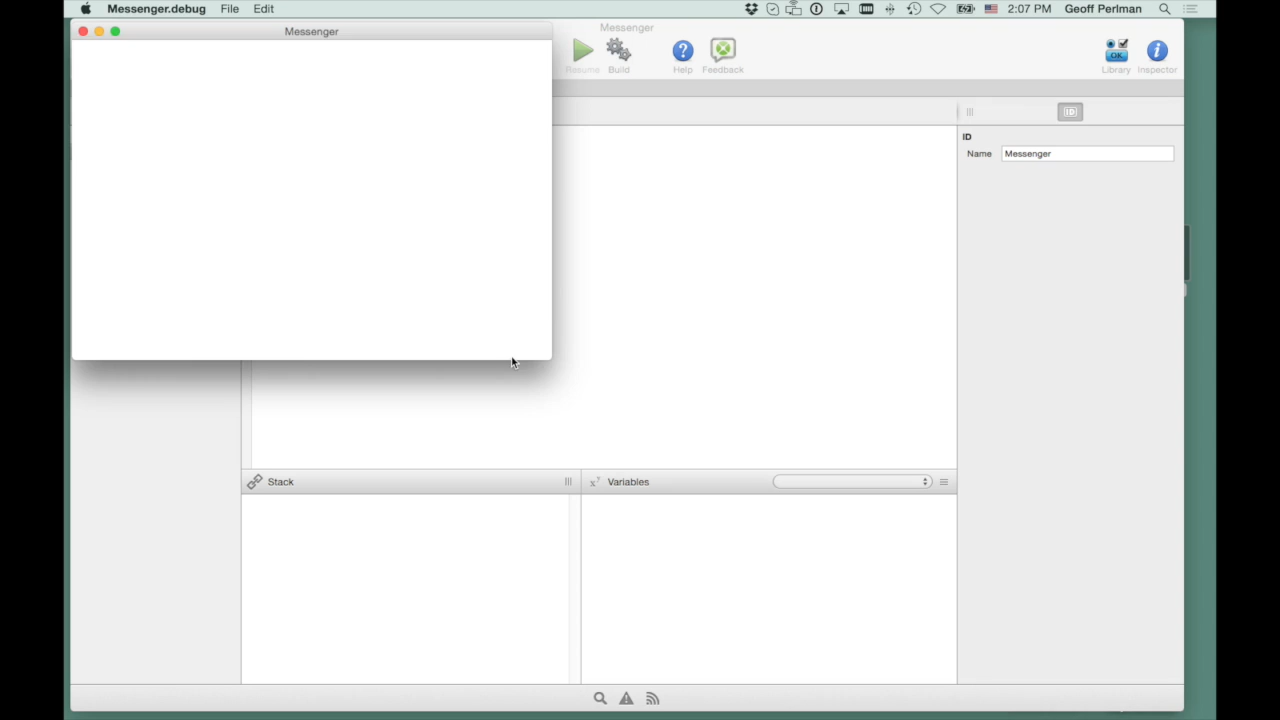 Messenger.debug File Edit 2:07 PM Geoff Perlman
Messenger
Messenger
Resume Build Help Feedback Library Inspector
ID
Name Messenger
Stack
Variables